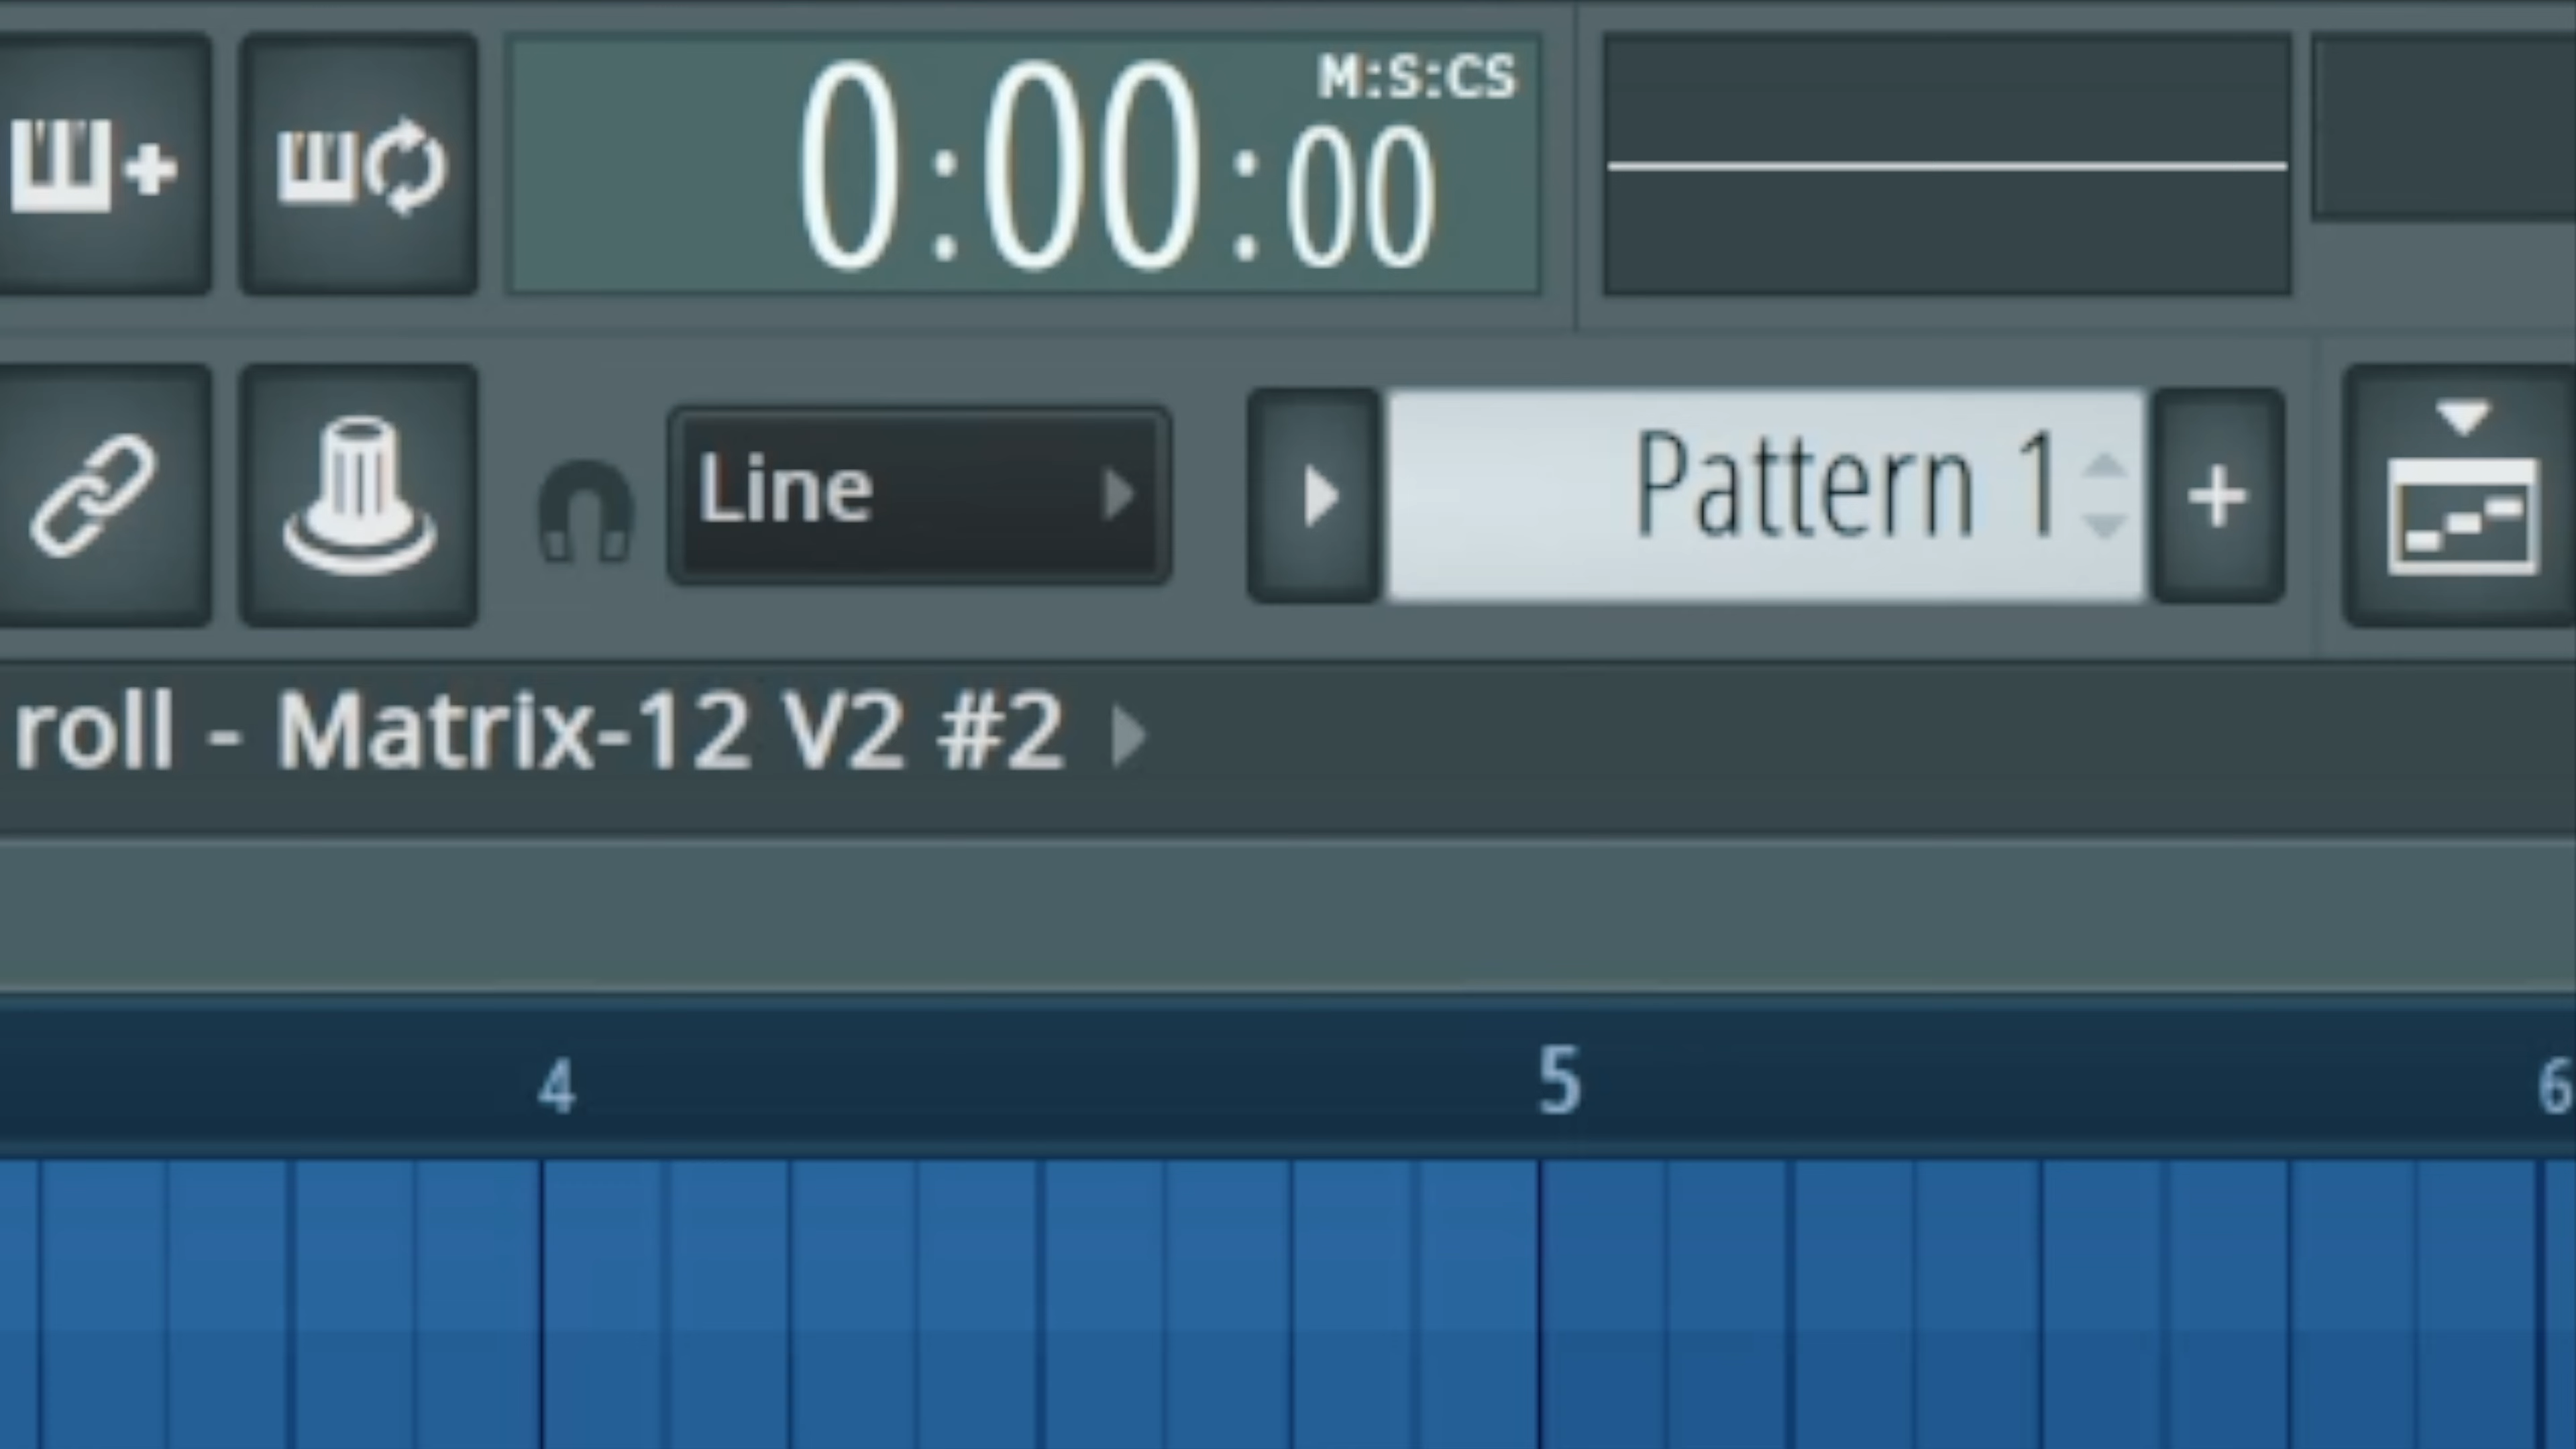 M:S:CS
0:00:00
Line
Pattern 1
+
roll - Matrix-12 V2 #2
4 5 6